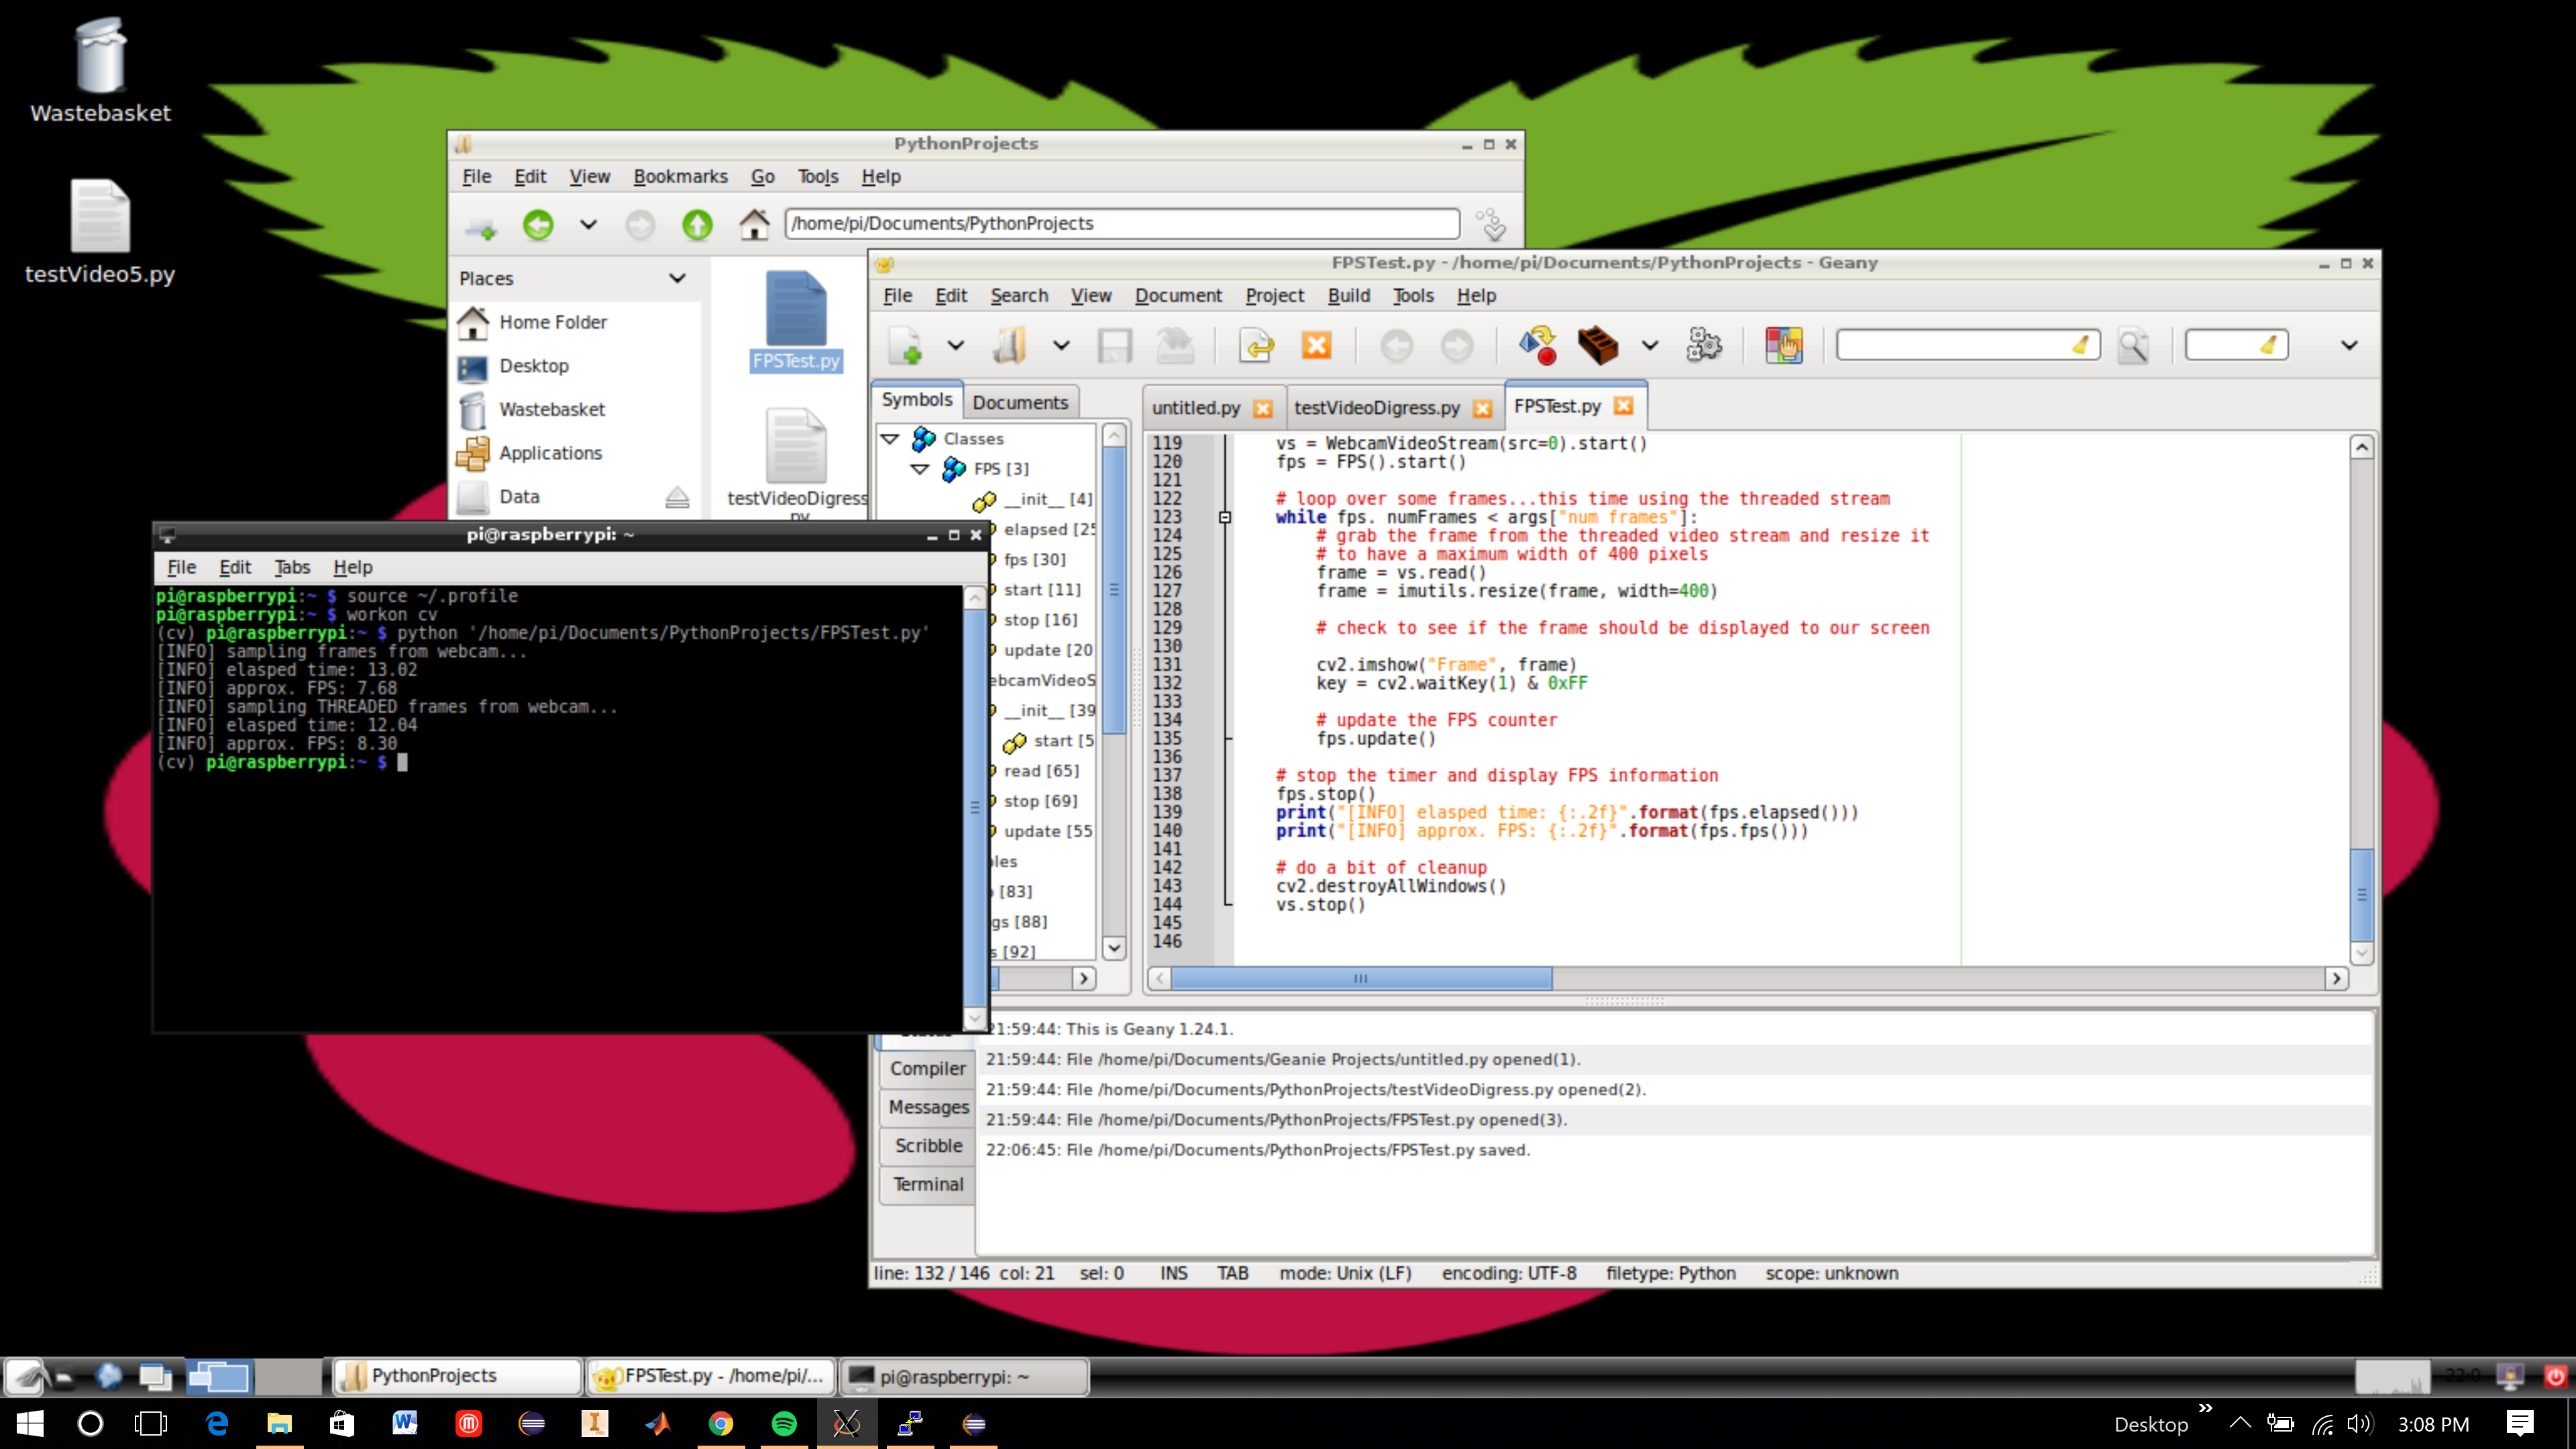 Wastebasket
testVideo5.py
PythonProjects
File Edit View Bookmarks Go Tools Help
/home/pi/Documents/PythonProjects
Places
Home Folder
Desktop
Wastebasket
Applications
Data
FPSTest.py
testVideoDigress.
py
FPSTest.py - /home/pi/Documents/PythonProjects - Geany
File Edit Search View Document Project Build Tools Help
Symbols Documents
Classes
FPS [3]
__init__ [4]
elapsed [25
fps [30]
start [11]
stop [16]
update [20
ebcamVideoS
__init__ [39
start [5
read [65]
stop [69]
update [55
les
[83]
gs [88]
s [92]
untitled.py testVideoDigress.py FPSTest.py
119 vs = WebcamVideoStream(src=0).start()
120 fps = FPS().start()
121
122 # loop over some frames...this time using the threaded stream
123 while fps. numFrames < args["num frames"]:
124 # grab the frame from the threaded video stream and resize it
125 # to have a maximum width of 400 pixels
126 frame = vs.read()
127 frame = imutils.resize(frame, width=400)
128
129 # check to see if the frame should be displayed to our screen
130
131 cv2.imshow("Frame", frame)
132 key = cv2.waitKey(1) & 0xFF
133
134 # update the FPS counter
135 fps.update()
136
137 # stop the timer and display FPS information
138 fps.stop()
139 print("[INFO] elasped time: {:.2f}".format(fps.elapsed()))
140 print("[INFO] approx. FPS: {:.2f}".format(fps.fps()))
141
142 # do a bit of cleanup
143 cv2.destroyAllWindows()
144 vs.stop()
145
146
pi@raspberrypi: ~
File Edit Tabs Help
pi@raspberrypi:~ $ source ~/.profile
pi@raspberrypi:~ $ workon cv
(cv) pi@raspberrypi:~ $ python '/home/pi/Documents/PythonProjects/FPSTest.py'
[INFO] sampling frames from webcam...
[INFO] elasped time: 13.02
[INFO] approx. FPS: 7.68
[INFO] sampling THREADED frames from webcam...
[INFO] elasped time: 12.04
[INFO] approx. FPS: 8.30
(cv) pi@raspberrypi:~ $
Compiler
Messages
Scribble
Terminal
21:59:44: This is Geany 1.24.1.
21:59:44: File /home/pi/Documents/Geanie Projects/untitled.py opened(1).
21:59:44: File /home/pi/Documents/PythonProjects/testVideoDigress.py opened(2).
21:59:44: File /home/pi/Documents/PythonProjects/FPSTest.py opened(3).
22:06:45: File /home/pi/Documents/PythonProjects/FPSTest.py saved.
line: 132 / 146 col: 21 sel: 0 INS TAB mode: Unix (LF) encoding: UTF-8 filetype: Python scope: unknown
PythonProjects
FPSTest.py - /home/pi/...
pi@raspberrypi: ~
22:0
Desktop
3:08 PM